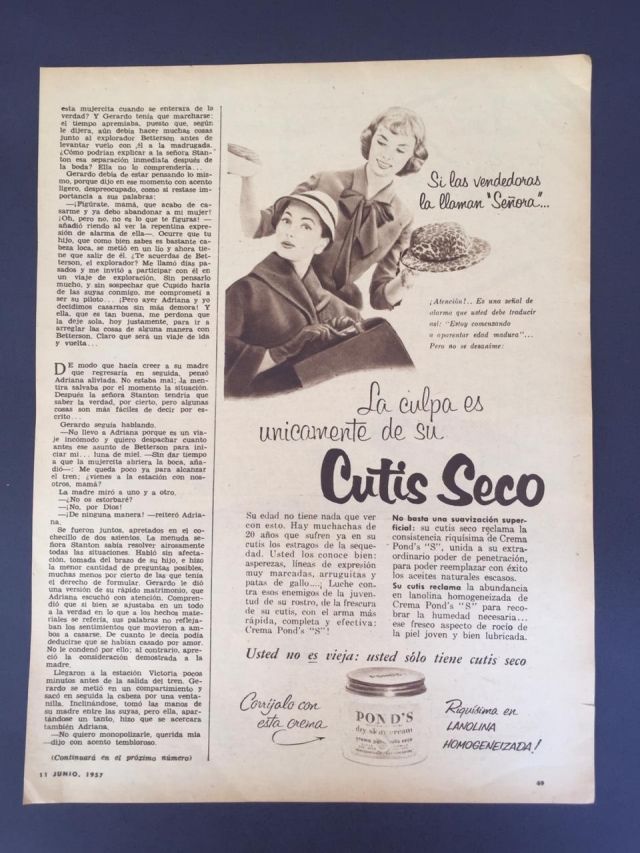 esta mujercita cuando se enterara de la
verdad? Y Gerardo tenía que marcharse:
el tiempo apremiaba, puesto que, según
le dijera, aún debía hacer muchas cosas
junto al explorador Betterson antes de
levantar vuelo con él a la madrugada.
¿Cómo podrían explicar a la señora Stan-
ton esa separación inmediata después de
la boda? Ella no lo comprendería...
Gerardo debía de estar pensando lo mis-
mo, porque dijo en ese momento con acento
ligero, despreocupado, como si restase im-
portancia a sus palabras:
—¡Figúrate, mamá, que acabo de ca-
sarme y ya debo abandonar a mi mujer!
¡Oh, pero no, no es lo que te figuras! —
añadió riendo al ver la repentina expre-
sión de alarma de ella—. Ocurre que tu
hijo, que como bien sabes es bastante ca-
beza loca, se metió en un lío y ahora tie-
ne que salir de él. ¿Te acuerdas de Bet-
terson, el explorador? Me llamó días pa-
sados y me invitó a participar con él en
un viaje de exploración. Sin pensarlo
mucho, y sin sospechar que Cupido haría
de las suyas conmigo, me comprometí a
ser su piloto... ¡Pero ayer Adriana y yo
decidimos casarnos sin más demora! Y
ella, que es tan buena, me perdona que
la deje sola, hoy justamente, para ir a
arreglar las cosas de alguna manera con
Betterson. Claro que será un viaje de ida
y vuelta...
DE modo que hacía creer a su madre
que regresaría en seguida, pensó
Adriana aliviada. No estaba mal; la men-
tira salvaba por el momento la situación.
Después la señora Stanton tendría que
saber la verdad, por cierto, pero algunas
cosas son más fáciles de decir por es-
crito...
Gerardo seguía hablando.
—No llevo a Adriana porque es un via-
je incómodo y quiero despachar cuanto
antes ese asunto de Betterson para ini-
ciar mi... luna de miel. —Sin dar tiempo
a que la mujercita abriera la boca, aña-
dió—: Me queda poco ya para alcanzar
el tren; ¿vienes a la estación con nos-
otros, mamá?
La madre miró a uno y a otro.
—¿No os estorbaré?
—¡No, por Dios!
—¡De ninguna manera! —reiteró Adria-
na.
Se fueron juntos, apretados en el co-
checillo de dos asientos. La menuda se-
ñora Stanton sabía resolver airosamente
todas las situaciones. Habló sin afecta-
ción, tomada del brazo de su hijo, e hizo
la menor cantidad de preguntas posibles,
muchas menos por cierto de las que tenía
el derecho de formular. Gerardo le dió
una versión de su rápido matrimonio, que
Adriana escuchó con atención. Compren-
dió que si bien se ajustaba en un todo
a la verdad en lo que a los hechos mate-
riales se refería, sus palabras no refleja-
ban los sentimientos que movieron a am-
bos a casarse. De cuanto le decía podía
deducirse que se habían casado por amor.
No le condenó por ello; al contrario, apre-
ció la consideración demostrada a la
madre.
Llegaron a la estación Victoria pocos
minutos antes de la salida del tren. Ge-
rardo se metió en un compartimiento y
sacó en seguida la cabeza por una venta-
nilla. Inclinándose, tomó las manos de
su madre entre las suyas, pero ella, apar-
tándose un tanto, hizo que se acercara
también Adriana.
—No quiero monopolizarle, querida mía
—dijo con acento tembloroso.
(Continuará en el próximo número)
11 JUNIO, 1957
Si las vendedoras
la llaman "Señora"...
¡Atención!.. Es una señal de
alarma que usted debe traducir
así: "Estoy comenzando
a aparentar edad madura"...
Pero no se desanime:
La culpa es
unicamente de su
Cutis Seco
Su edad no tiene nada que ver
con esto. Hay muchachas de
20 años que sufren ya en su
cutis los estragos de la seque-
dad. Usted los conoce bien:
asperezas, líneas de expresión
muy marcadas, arruguitas y
patas de gallo..., Luche con-
tra esos enemigos de la juven-
tud de su rostro, de la frescura
de su cutis, con el arma más
rápida, completa y efectiva:
Crema Pond's "S"!
No basta una suavización super-
ficial: su cutis seco reclama la
consistencia riquísima de Crema
Pond's "S", unida a su extra-
ordinario poder de penetración,
para poder reemplazar con éxito
los aceites naturales escasos.
Su cutis reclama la abundancia
en lanolina homogeneizada de
Crema Pond's "S" para reco-
brar la humedad necesaria...
ese fresco aspecto de rocío de
la piel joven y bien lubricada.
Usted no es vieja: usted sólo tiene cutis seco
Corríjalo con
esta crema
POND'S
dry skin cream
Riquísima en
LANOLINA
HOMOGENEIZADA!
69